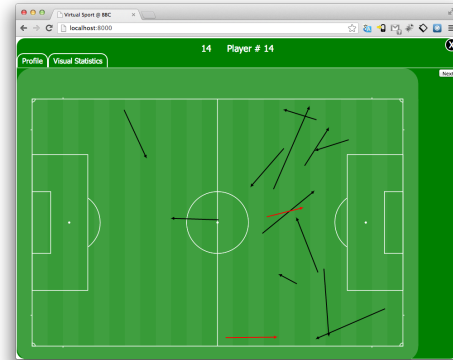 Virtual Sport @ BBC
localhost:8000
14 Player # 14
Profile Visual Statistics
Next